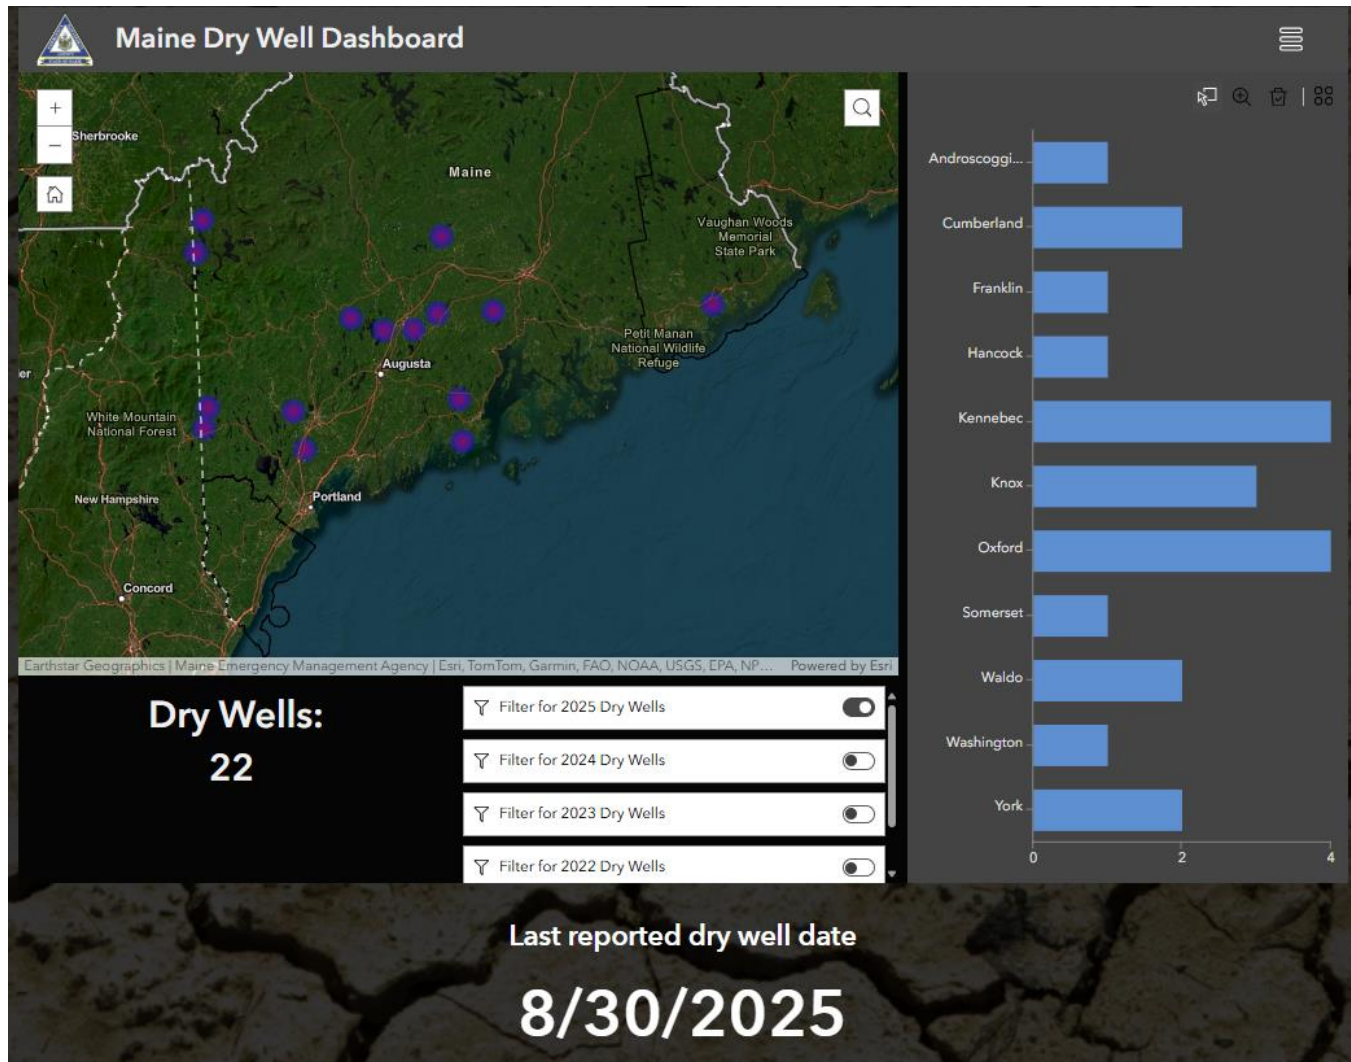 Maine Dry Well Dashboard
+
−
Sherbrooke
Maine
Vaughan Woods
Memorial
State Park
Petit Manan
National Wildlife
Refuge
er
Augusta
White Mountain
National Forest
New Hampshire
Portland
Concord
Earthstar Geographics | Maine Emergency Management Agency | Esri, TomTom, Garmin, FAO, NOAA, USGS, EPA, NP... Powered by Esri
Androscoggi...
Cumberland
Franklin
Hancock
Kennebec
Knox
Oxford
Somerset
Waldo
Washington
York
0 2 4
Dry Wells:
22
Filter for 2025 Dry Wells
Filter for 2024 Dry Wells
Filter for 2023 Dry Wells
Filter for 2022 Dry Wells
Last reported dry well date
8/30/2025